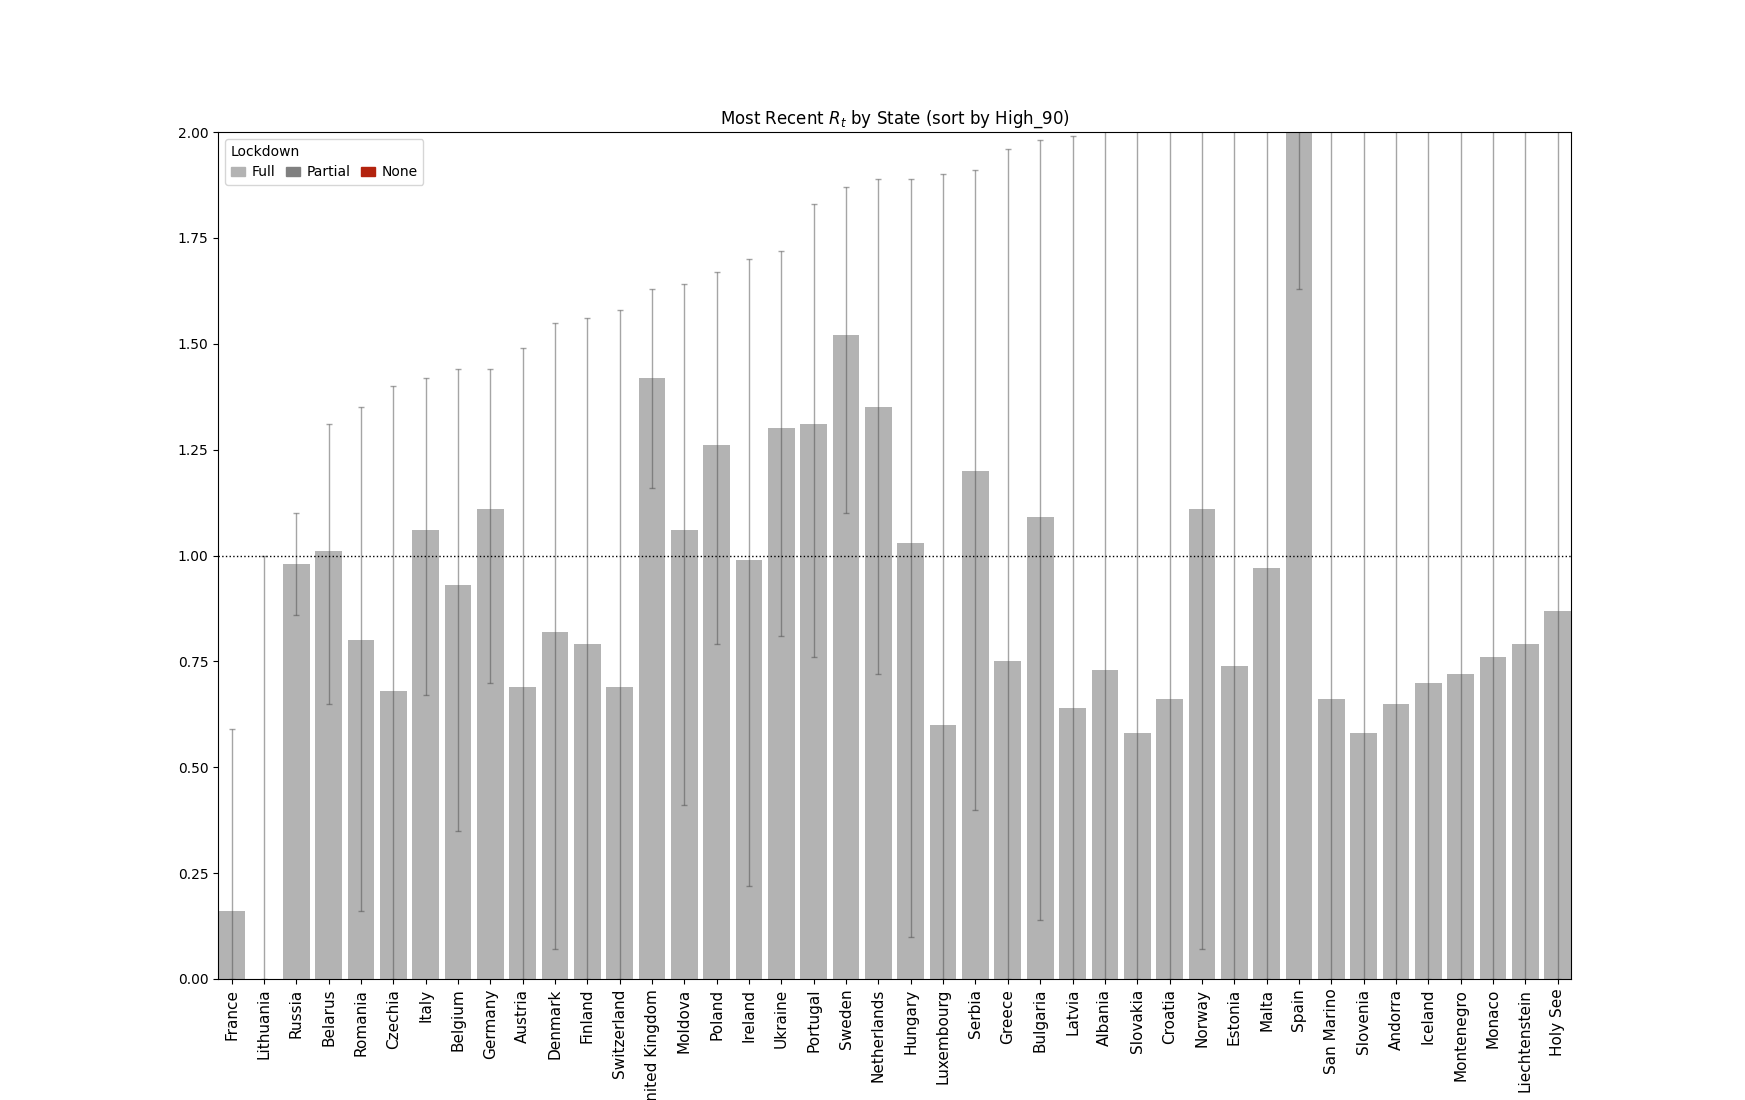 Most Recent R_t by State (sort by High_90)
Lockdown
Full Partial None
2.00
1.75
1.50
1.25
1.00
0.75
0.50
0.25
0.00
France
Lithuania
Russia
Belarus
Romania
Czechia
Italy
Belgium
Germany
Austria
Denmark
Finland
Switzerland
nited Kingdom
Moldova
Poland
Ireland
Ukraine
Portugal
Sweden
Netherlands
Hungary
Luxembourg
Serbia
Greece
Bulgaria
Latvia
Albania
Slovakia
Croatia
Norway
Estonia
Malta
Spain
San Marino
Slovenia
Andorra
Iceland
Montenegro
Monaco
Liechtenstein
Holy See